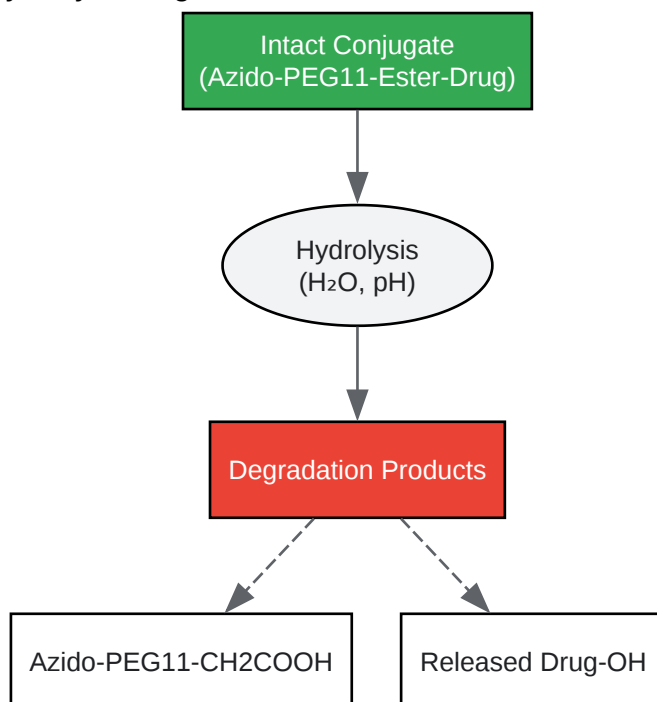 Intact Conjugate
(Azido-PEG11-Ester-Drug)
Hydrolysis
(H₂O, pH)
Degradation Products
Azido-PEG11-CH2COOH
Released Drug-OH